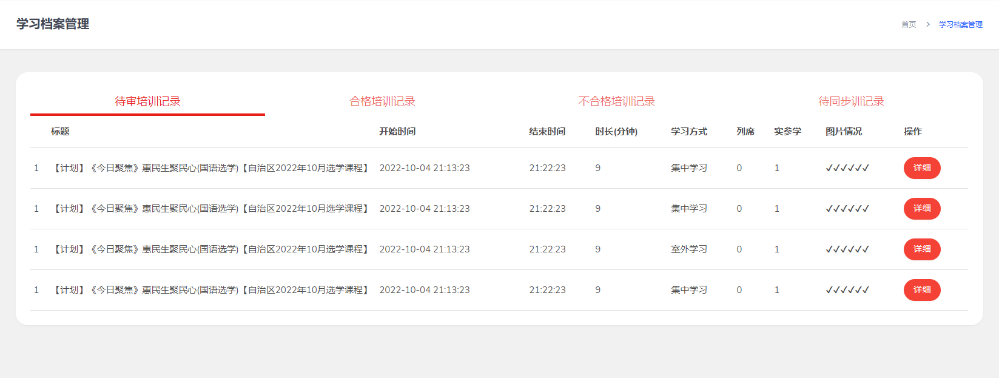 学习档案管理
首页 > 学习档案管理
待审培训记录 合格培训记录 不合格培训记录 待同步训记录
标题 开始时间 结束时间 时长(分钟) 学习方式 列席 实参学 图片情况 操作
1 【计划】《今日聚焦》惠民生聚民心(国语选学)【自治区2022年10月选学课程】 2022-10-04 21:13:23 21:22:23 9 集中学习 0 1 ✓✓✓✓✓✓ 详细
1 【计划】《今日聚焦》惠民生聚民心(国语选学)【自治区2022年10月选学课程】 2022-10-04 21:13:23 21:22:23 9 集中学习 0 1 ✓✓✓✓✓✓ 详细
1 【计划】《今日聚焦》惠民生聚民心(国语选学)【自治区2022年10月选学课程】 2022-10-04 21:13:23 21:22:23 9 室外学习 0 1 ✓✓✓✓✓✓ 详细
1 【计划】《今日聚焦》惠民生聚民心(国语选学)【自治区2022年10月选学课程】 2022-10-04 21:13:23 21:22:23 9 集中学习 0 1 ✓✓✓✓✓✓ 详细